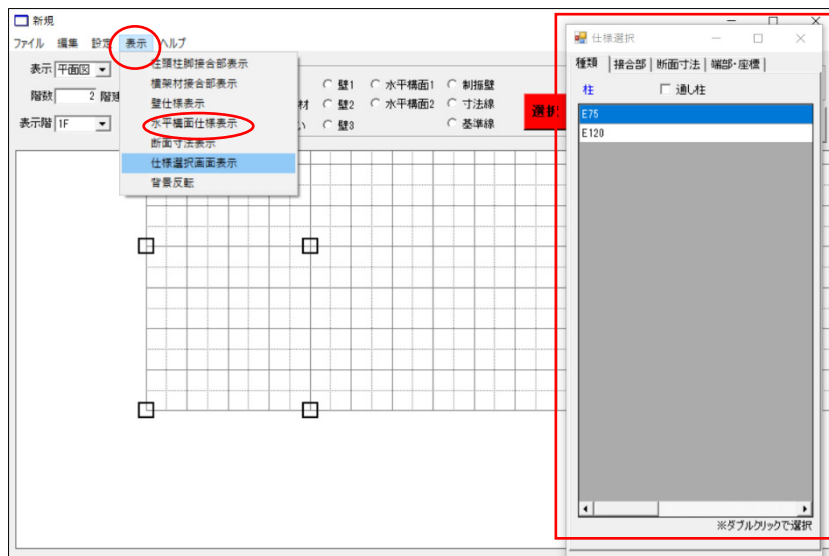 新規
ファイル 編集 設定 表示 ヘルプ
表示 平面図
階数 2 階建
表示階 1F
柱頭柱脚接合部表示
横架材接合部表示
壁仕様表示
水平構面仕様表示
断面寸法表示
仕様選択画面表示
背景反転
壁1 水平構面1 制振壁
材 壁2 水平構面2 寸法線
い 壁3 基準線
選択
仕様選択
種類 接合部 断面寸法 端部・座標
柱 通し柱
E75
E120
※ダブルクリックで選択